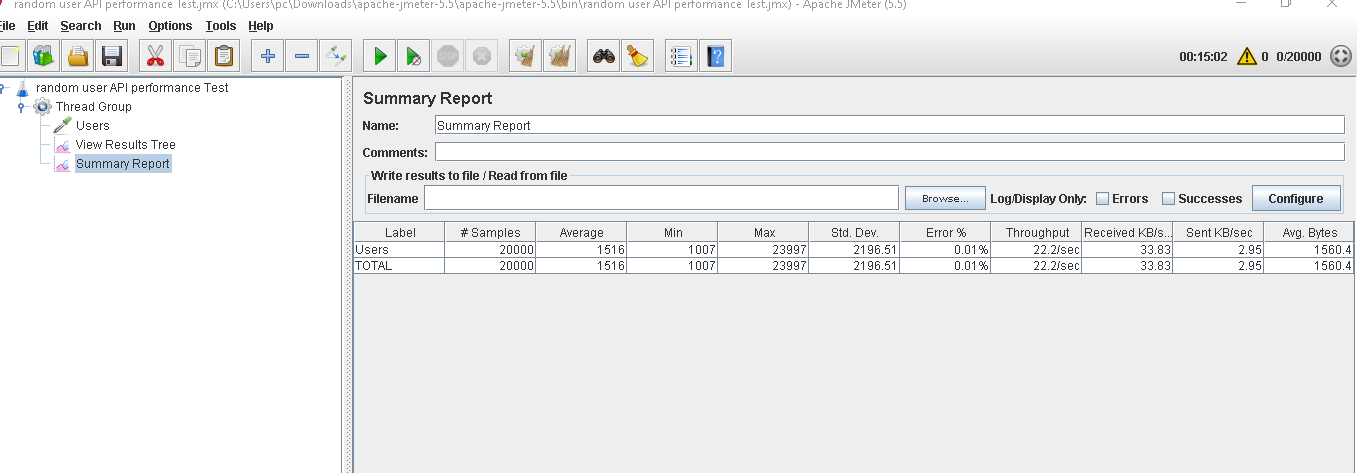 random user API performance Test.jmx (C:\Users\pc\Downloads\apache-jmeter-5.5\apache-jmeter-5.5\bin\random user API performance Test.jmx) - Apache JMeter (5.5)
File Edit Search Run Options Tools Help
STOP
00:15:02 0 0/20000
random user API performance Test
Thread Group
Users
View Results Tree
Summary Report
Summary Report
Name: Summary Report
Comments:
Write results to file / Read from file
Filename Browse... Log/Display Only: Errors Successes Configure
Label # Samples Average Min Max Std. Dev. Error % Throughput Received KB/s... Sent KB/sec Avg. Bytes
Users 20000 1516 1007 23997 2196.51 0.01% 22.2/sec 33.83 2.95 1560.4
TOTAL 20000 1516 1007 23997 2196.51 0.01% 22.2/sec 33.83 2.95 1560.4